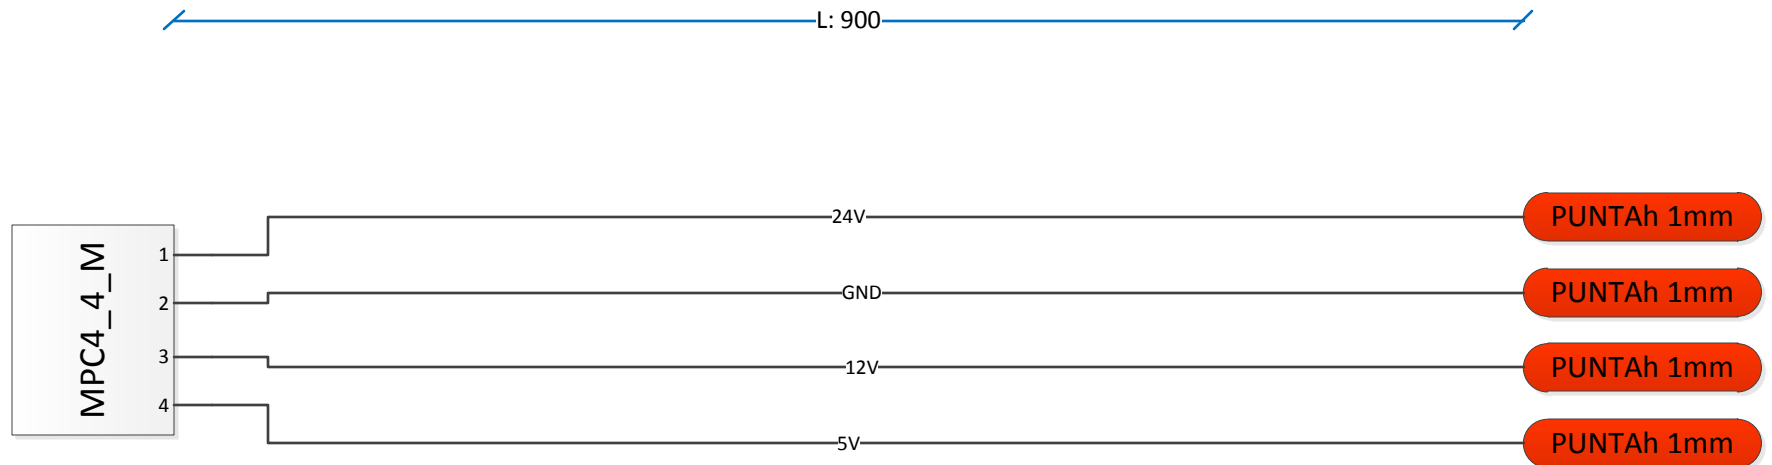 L: 900
MPC4_4_M
1
24V
PUNTAh 1mm
2
GND
PUNTAh 1mm
3
12V
PUNTAh 1mm
4
5V
PUNTAh 1mm